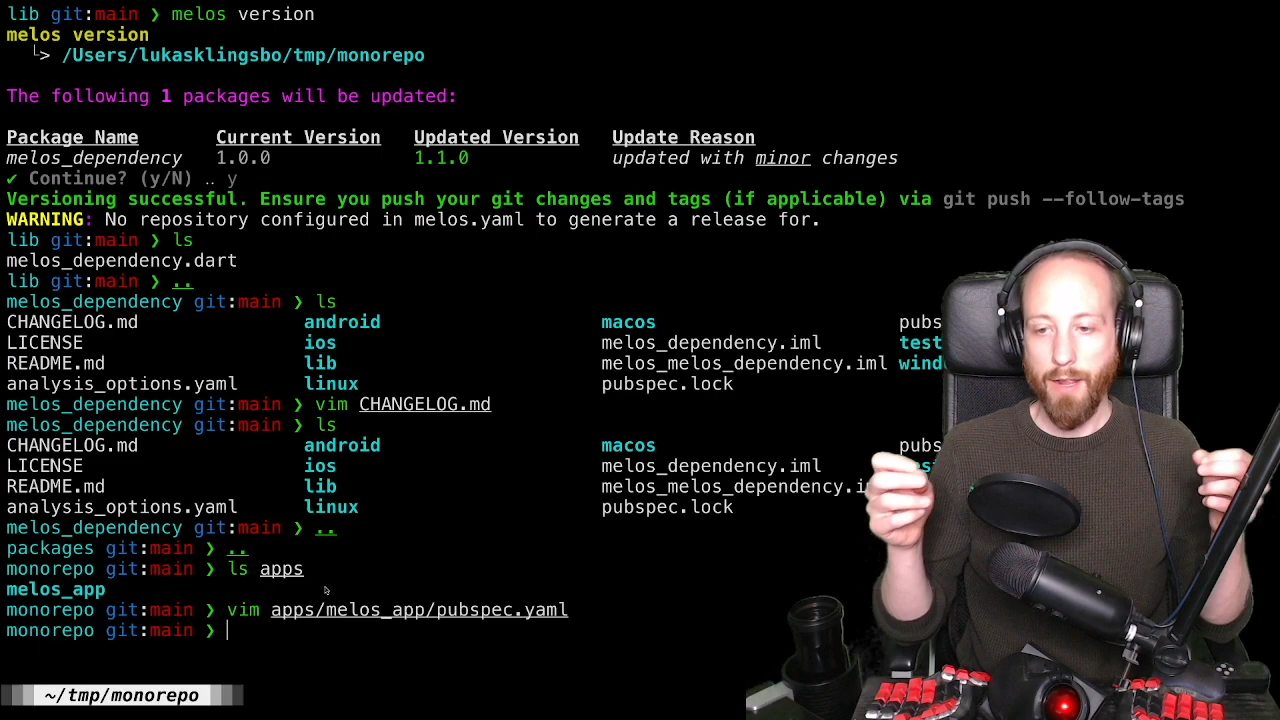 lib git:main ❯ melos version
melos version
└> /Users/lukasklingsbo/tmp/monorepo
The following 1 packages will be updated:
Package Name Current Version Updated Version Update Reason
melos_dependency 1.0.0 1.1.0 updated with minor changes
✔ Continue? (y/N) .. y
Versioning successful. Ensure you push your git changes and tags (if applicable) via git push --follow-tags
WARNING: No repository configured in melos.yaml to generate a release for.
lib git:main ❯ ls
melos_dependency.dart
lib git:main ❯ ..
melos_dependency git:main ❯ ls
CHANGELOG.md android macos pubs
LICENSE ios melos_dependency.iml test
README.md lib melos_melos_dependency.iml wind
analysis_options.yaml linux pubspec.lock
melos_dependency git:main ❯ vim CHANGELOG.md
melos_dependency git:main ❯ ls
CHANGELOG.md android macos pubs
LICENSE ios melos_dependency.iml
README.md lib
analysis_options.yaml linux pubspec.lock
melos_dependency git:main ❯ ..
packages git:main ❯ ..
monorepo git:main ❯ ls apps
melos_app
monorepo git:main ❯ vim apps/melos_app/pubspec.yaml
monorepo git:main ❯
~/tmp/monorepo